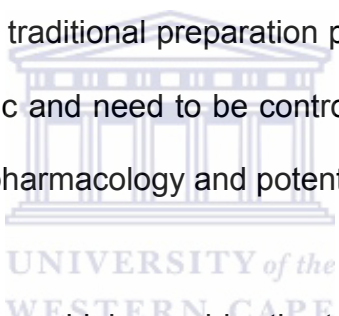 traditional preparation p
c and need to be contro
pharmacology and potent
UNIVERSITY of the
WESTERN CAPE